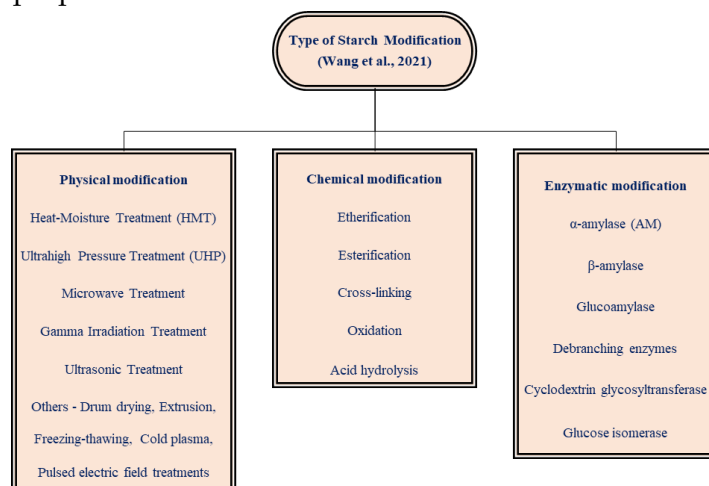 Type of Starch Modification
(Wang et al., 2021)
Physical modification
Heat-Moisture Treatment (HMT)
Ultrahigh Pressure Treatment (UHP)
Microwave Treatment
Gamma Irradiation Treatment
Ultrasonic Treatment
Others - Drum drying, Extrusion,
Freezing-thawing, Cold plasma,
Pulsed electric field treatments
Chemical modification
Etherification
Esterification
Cross-linking
Oxidation
Acid hydrolysis
Enzymatic modification
α-amylase (AM)
β-amylase
Glucoamylase
Debranching enzymes
Cyclodextrin glycosyltransferase
Glucose isomerase